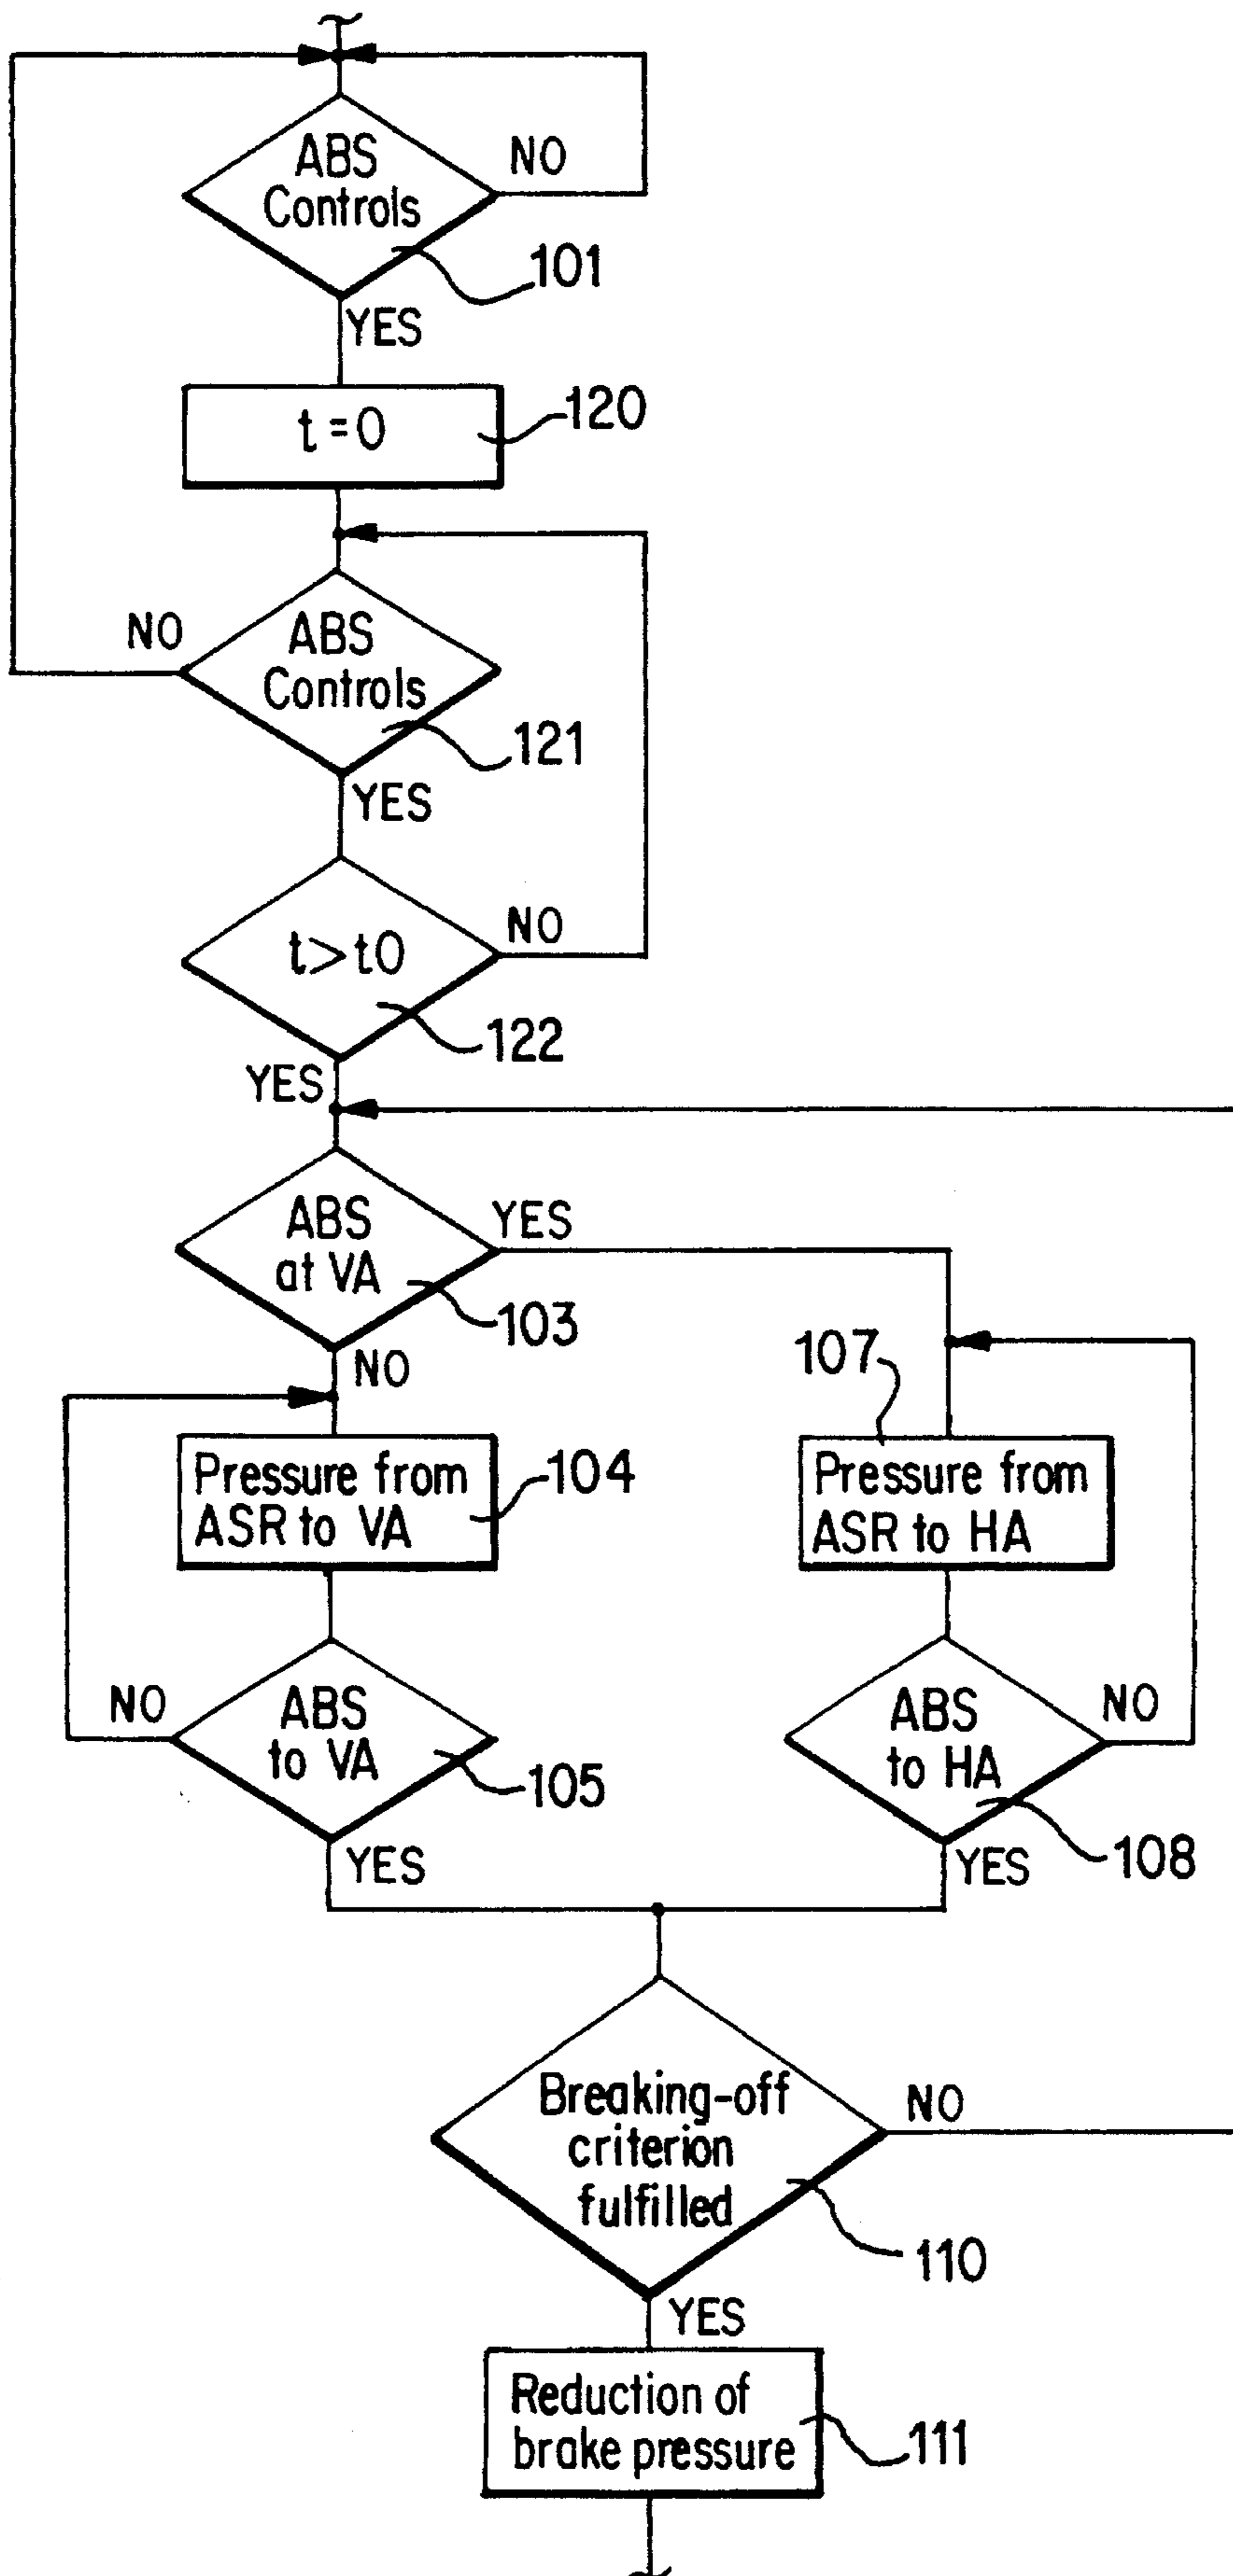 ABS
Controls
NO
101
YES
t=0
120
NO
ABS
Controls
121
YES
t>t0
NO
122
YES
ABS
at VA
YES
103
NO
107
Pressure from
ASR to VA
104
Pressure from
ASR to HA
NO
ABS
to VA
105
YES
ABS
to HA
NO
108
YES
Breaking-off
criterion
fulfilled
NO
110
YES
Reduction of
brake pressure
111